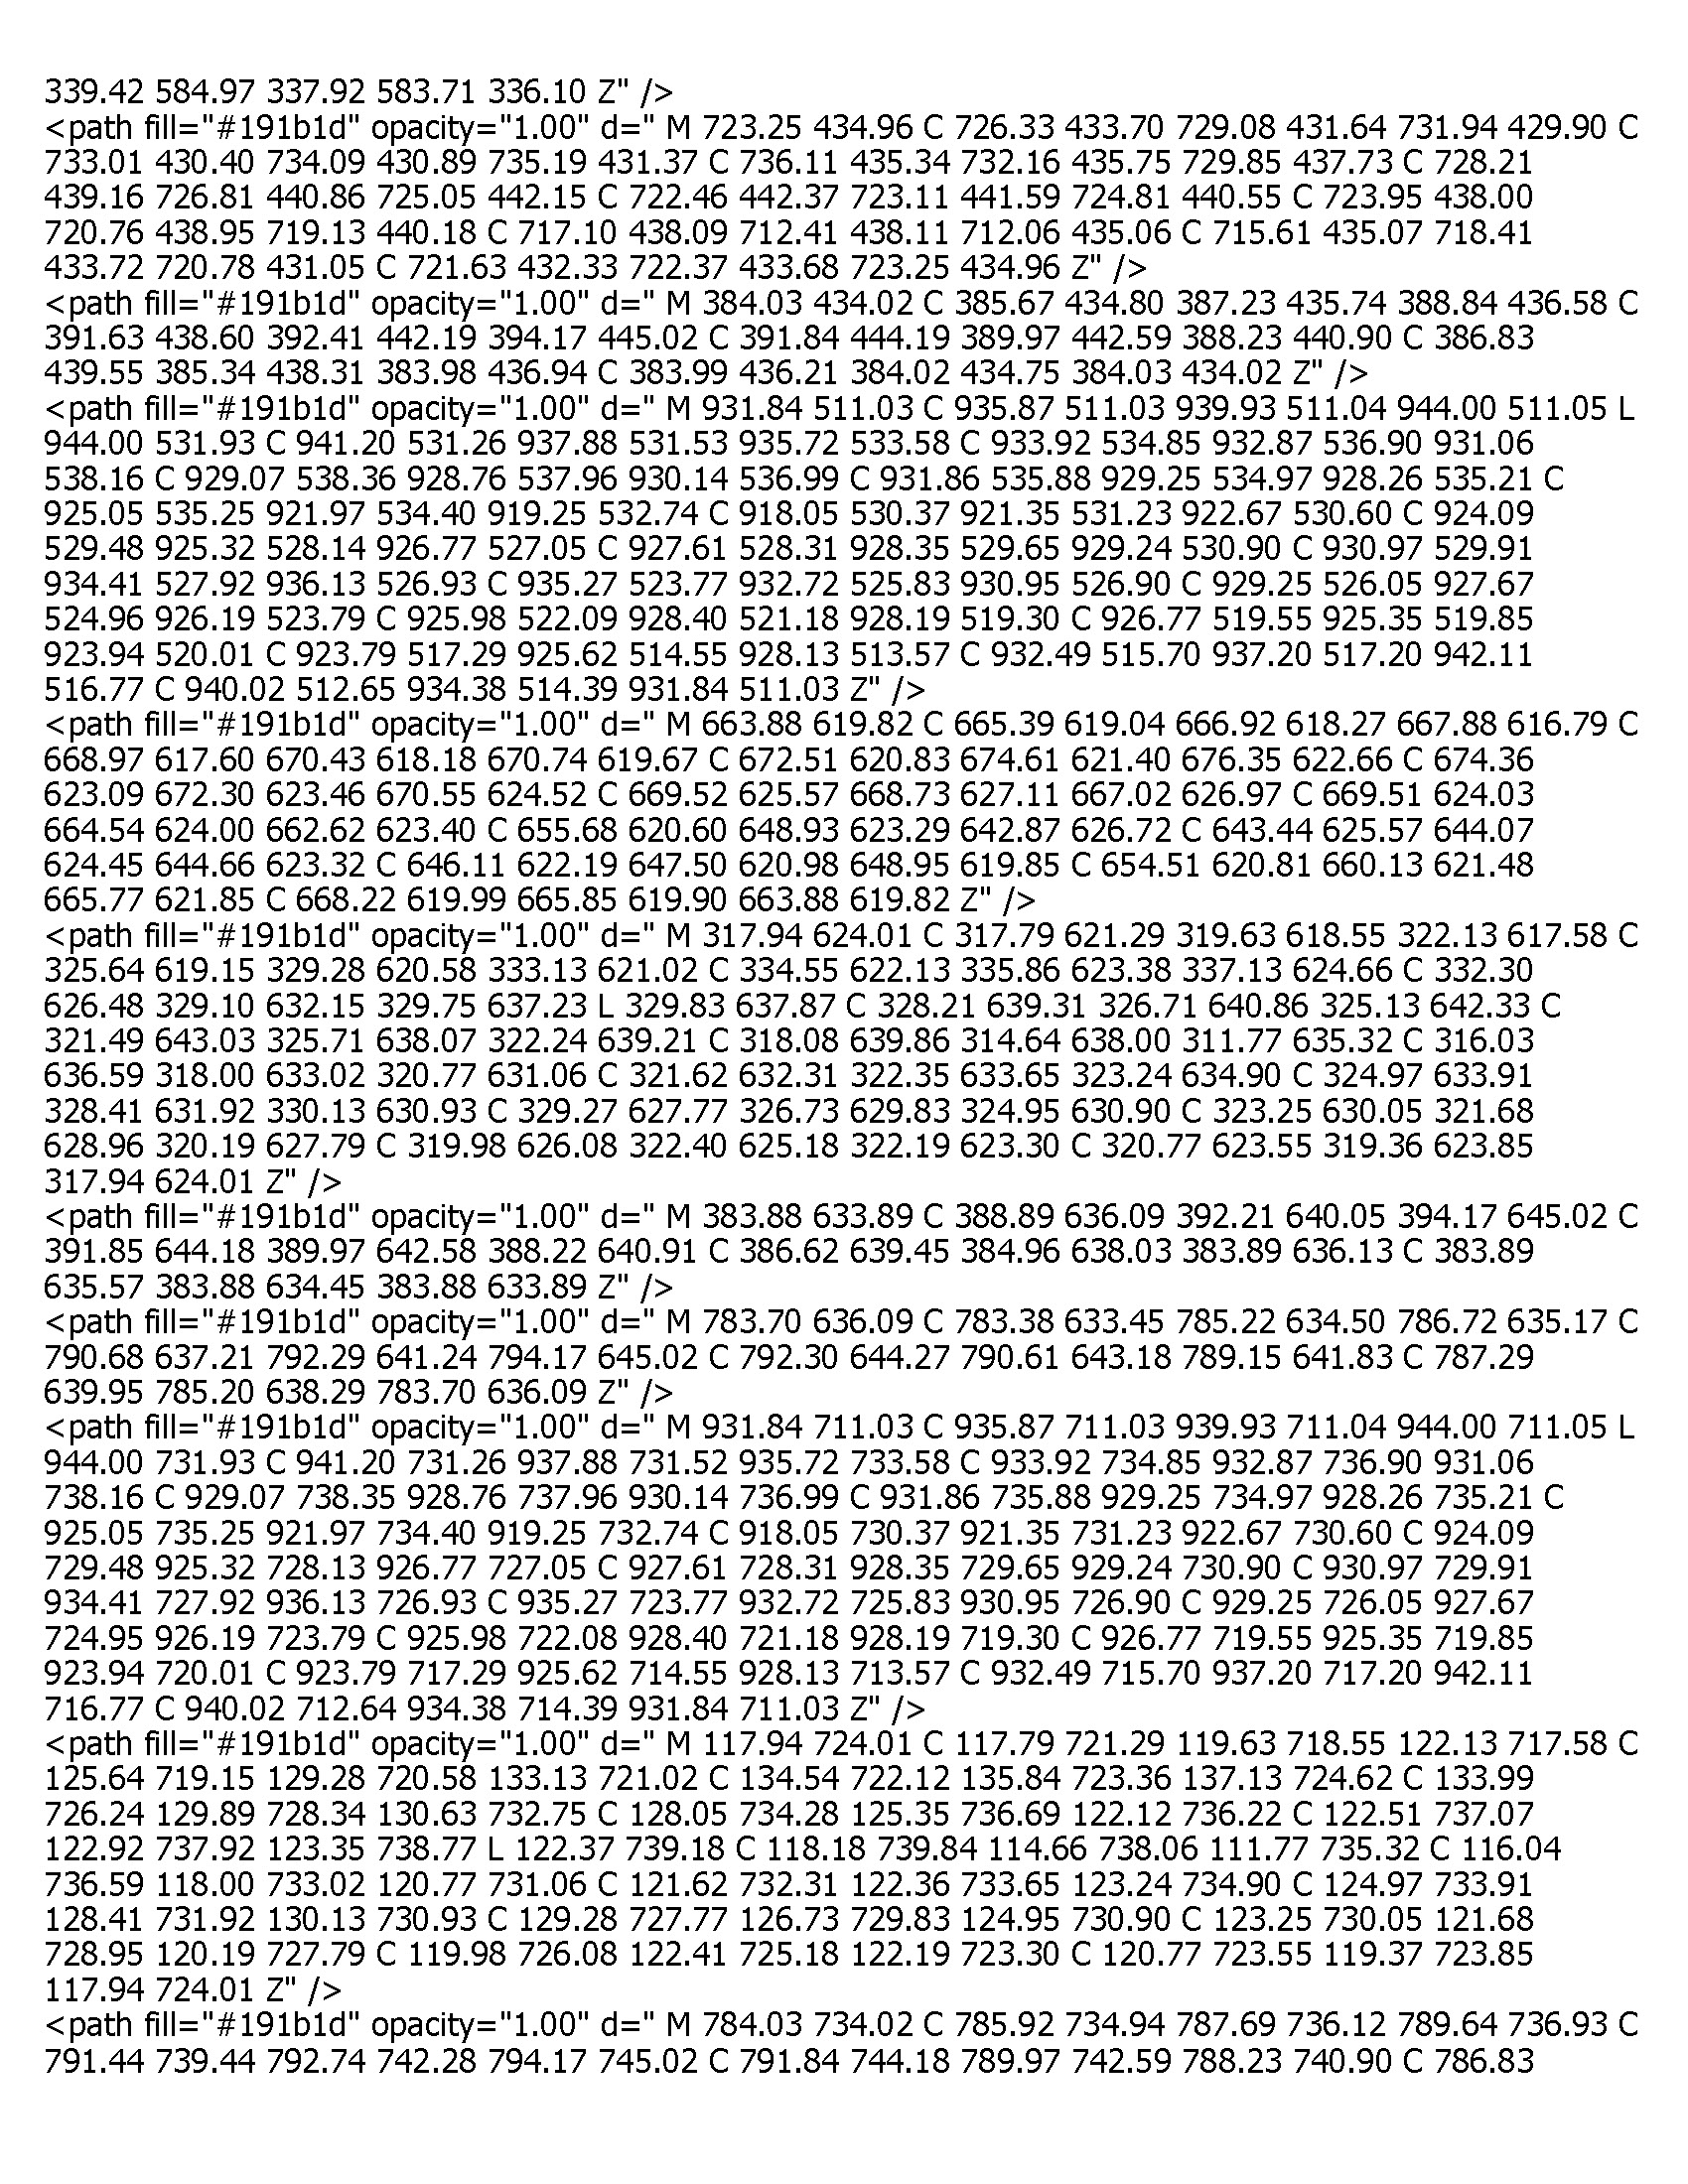 339.42 584.97 337.92 583.71 336.10 Z" />
<path fill="#191b1d" opacity="1.00" d=" M 723.25 434.96 C 726.33 433.70 729.08 431.64 731.94 429.90 C
733.01 430.40 734.09 430.89 735.19 431.37 C 736.11 435.34 732.16 435.75 729.85 437.73 C 728.21
439.16 726.81 440.86 725.05 442.15 C 722.46 442.37 723.11 441.59 724.81 440.55 C 723.95 438.00
720.76 438.95 719.13 440.18 C 717.10 438.09 712.41 438.11 712.06 435.06 C 715.61 435.07 718.41
433.72 720.78 431.05 C 721.63 432.33 722.37 433.68 723.25 434.96 Z" />
<path fill="#191b1d" opacity="1.00" d=" M 384.03 434.02 C 385.67 434.80 387.23 435.74 388.84 436.58 C
391.63 438.60 392.41 442.19 394.17 445.02 C 391.84 444.19 389.97 442.59 388.23 440.90 C 386.83
439.55 385.34 438.31 383.98 436.94 C 383.99 436.21 384.02 434.75 384.03 434.02 Z" />
<path fill="#191b1d" opacity="1.00" d=" M 931.84 511.03 C 935.87 511.03 939.93 511.04 944.00 511.05 L
944.00 531.93 C 941.20 531.26 937.88 531.53 935.72 533.58 C 933.92 534.85 932.87 536.90 931.06
538.16 C 929.07 538.36 928.76 537.96 930.14 536.99 C 931.86 535.88 929.25 534.97 928.26 535.21 C
925.05 535.25 921.97 534.40 919.25 532.74 C 918.05 530.37 921.35 531.23 922.67 530.60 C 924.09
529.48 925.32 528.14 926.77 527.05 C 927.61 528.31 928.35 529.65 929.24 530.90 C 930.97 529.91
934.41 527.92 936.13 526.93 C 935.27 523.77 932.72 525.83 930.95 526.90 C 929.25 526.05 927.67
524.96 926.19 523.79 C 925.98 522.09 928.40 521.18 928.19 519.30 C 926.77 519.55 925.35 519.85
923.94 520.01 C 923.79 517.29 925.62 514.55 928.13 513.57 C 932.49 515.70 937.20 517.20 942.11
516.77 C 940.02 512.65 934.38 514.39 931.84 511.03 Z" />
<path fill="#191b1d" opacity="1.00" d=" M 663.88 619.82 C 665.39 619.04 666.92 618.27 667.88 616.79 C
668.97 617.60 670.43 618.18 670.74 619.67 C 672.51 620.83 674.61 621.40 676.35 622.66 C 674.36
623.09 672.30 623.46 670.55 624.52 C 669.52 625.57 668.73 627.11 667.02 626.97 C 669.51 624.03
664.54 624.00 662.62 623.40 C 655.68 620.60 648.93 623.29 642.87 626.72 C 643.44 625.57 644.07
624.45 644.66 623.32 C 646.11 622.19 647.50 620.98 648.95 619.85 C 654.51 620.81 660.13 621.48
665.77 621.85 C 668.22 619.99 665.85 619.90 663.88 619.82 Z" />
<path fill="#191b1d" opacity="1.00" d=" M 317.94 624.01 C 317.79 621.29 319.63 618.55 322.13 617.58 C
325.64 619.15 329.28 620.58 333.13 621.02 C 334.55 622.13 335.86 623.38 337.13 624.66 C 332.30
626.48 329.10 632.15 329.75 637.23 L 329.83 637.87 C 328.21 639.31 326.71 640.86 325.13 642.33 C
321.49 643.03 325.71 638.07 322.24 639.21 C 318.08 639.86 314.64 638.00 311.77 635.32 C 316.03
636.59 318.00 633.02 320.77 631.06 C 321.62 632.31 322.35 633.65 323.24 634.90 C 324.97 633.91
328.41 631.92 330.13 630.93 C 329.27 627.77 326.73 629.83 324.95 630.90 C 323.25 630.05 321.68
628.96 320.19 627.79 C 319.98 626.08 322.40 625.18 322.19 623.30 C 320.77 623.55 319.36 623.85
317.94 624.01 Z" />
<path fill="#191b1d" opacity="1.00" d=" M 383.88 633.89 C 388.89 636.09 392.21 640.05 394.17 645.02 C
391.85 644.18 389.97 642.58 388.22 640.91 C 386.62 639.45 384.96 638.03 383.89 636.13 C 383.89
635.57 383.88 634.45 383.88 633.89 Z" />
<path fill="#191b1d" opacity="1.00" d=" M 783.70 636.09 C 783.38 633.45 785.22 634.50 786.72 635.17 C
790.68 637.21 792.29 641.24 794.17 645.02 C 792.30 644.27 790.61 643.18 789.15 641.83 C 787.29
639.95 785.20 638.29 783.70 636.09 Z" />
<path fill="#191b1d" opacity="1.00" d=" M 931.84 711.03 C 935.87 711.03 939.93 711.04 944.00 711.05 L
944.00 731.93 C 941.20 731.26 937.88 731.52 935.72 733.58 C 933.92 734.85 932.87 736.90 931.06
738.16 C 929.07 738.35 928.76 737.96 930.14 736.99 C 931.86 735.88 929.25 734.97 928.26 735.21 C
925.05 735.25 921.97 734.40 919.25 732.74 C 918.05 730.37 921.35 731.23 922.67 730.60 C 924.09
729.48 925.32 728.13 926.77 727.05 C 927.61 728.31 928.35 729.65 929.24 730.90 C 930.97 729.91
934.41 727.92 936.13 726.93 C 935.27 723.77 932.72 725.83 930.95 726.90 C 929.25 726.05 927.67
724.95 926.19 723.79 C 925.98 722.08 928.40 721.18 928.19 719.30 C 926.77 719.55 925.35 719.85
923.94 720.01 C 923.79 717.29 925.62 714.55 928.13 713.57 C 932.49 715.70 937.20 717.20 942.11
716.77 C 940.02 712.64 934.38 714.39 931.84 711.03 Z" />
<path fill="#191b1d" opacity="1.00" d=" M 117.94 724.01 C 117.79 721.29 119.63 718.55 122.13 717.58 C
125.64 719.15 129.28 720.58 133.13 721.02 C 134.54 722.12 135.84 723.36 137.13 724.62 C 133.99
726.24 129.89 728.34 130.63 732.75 C 128.05 734.28 125.35 736.69 122.12 736.22 C 122.51 737.07
122.92 737.92 123.35 738.77 L 122.37 739.18 C 118.18 739.84 114.66 738.06 111.77 735.32 C 116.04
736.59 118.00 733.02 120.77 731.06 C 121.62 732.31 122.36 733.65 123.24 734.90 C 124.97 733.91
128.41 731.92 130.13 730.93 C 129.28 727.77 126.73 729.83 124.95 730.90 C 123.25 730.05 121.68
728.95 120.19 727.79 C 119.98 726.08 122.41 725.18 122.19 723.30 C 120.77 723.55 119.37 723.85
117.94 724.01 Z" />
<path fill="#191b1d" opacity="1.00" d=" M 784.03 734.02 C 785.92 734.94 787.69 736.12 789.64 736.93 C
791.44 739.44 792.74 742.28 794.17 745.02 C 791.84 744.18 789.97 742.59 788.23 740.90 C 786.83